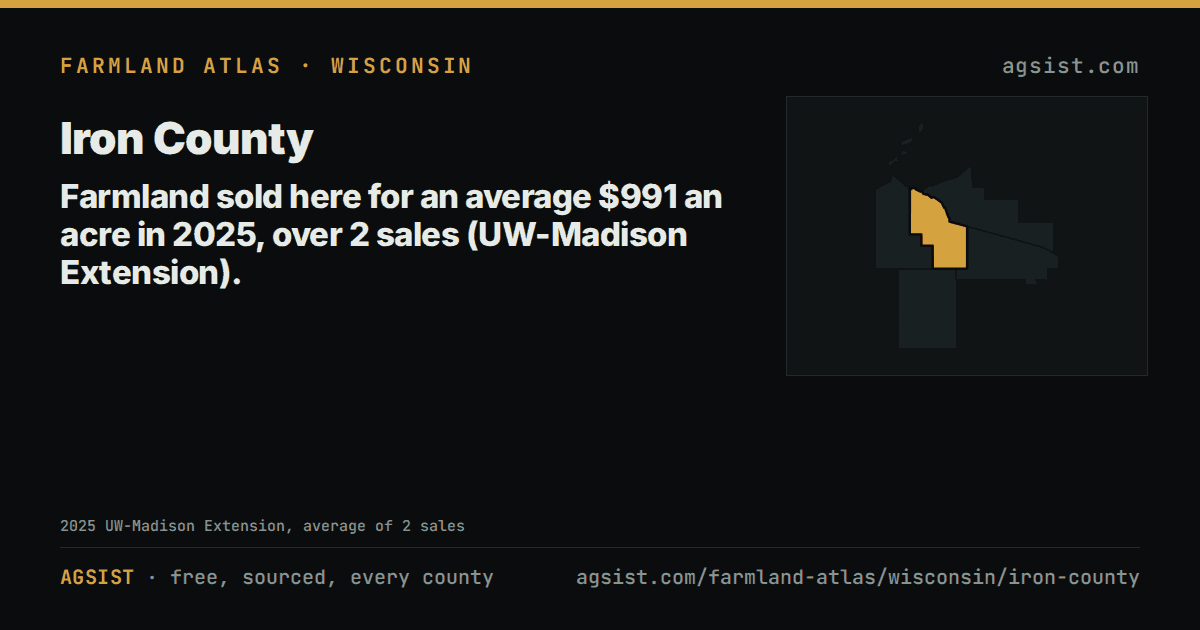 FARMLAND ATLAS · WISCONSIN
agsist.com
Iron County
Farmland sold here for an average $991 an
acre in 2025, over 2 sales (UW-Madison
Extension).
2025 UW-Madison Extension, average of 2 sales
AGSIST · free, sourced, every county
agsist.com/farmland-atlas/wisconsin/iron-county